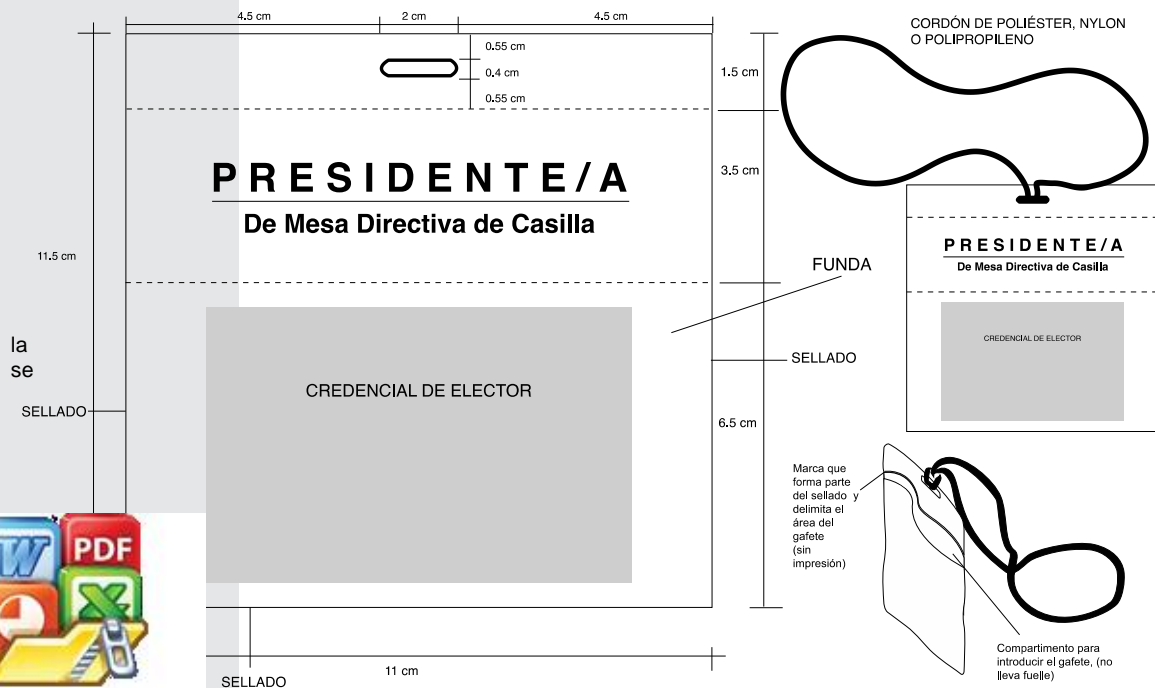 4.5 cm
2 cm
4.5 cm
0.55 cm
0.4 cm
0.55 cm
1.5 cm
PRESIDENTE/A
De Mesa Directiva de Casilla
3.5 cm
11.5 cm
FUNDA
la
se
SELLADO
CREDENCIAL DE ELECTOR
SELLADO
6.5 cm
11 cm
SELLADO
CORDÓN DE POLIÉSTER, NYLON
O POLIPROPILENO
PRESIDENTE/A
De Mesa Directiva de Casilla
CREDENCIAL DE ELECTOR
Marca que
forma parte
del sellado y
delimita el
área del
gafete
(sin
impresión)
Compartimento para
introducir el gafete, (no
lleva fuelle)
W
PDF
X